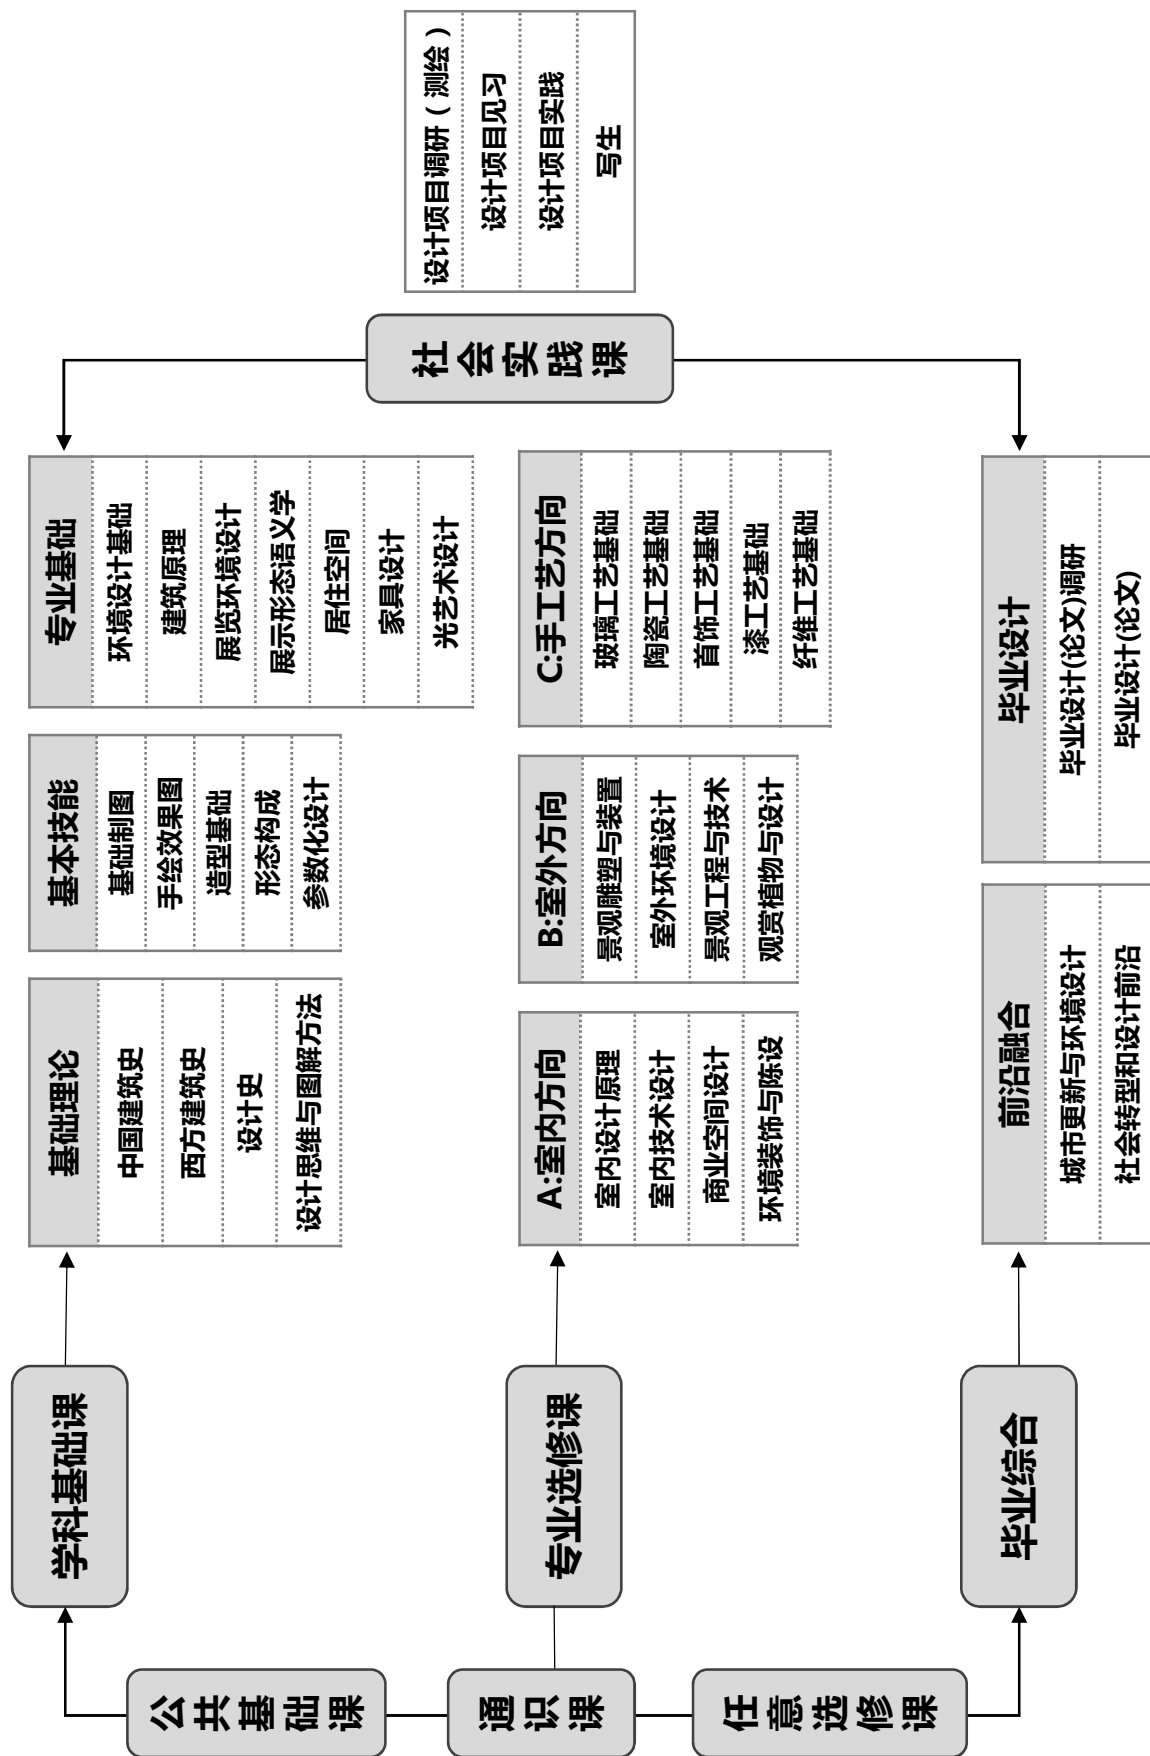 公共基础课
通识课
任意选修课
学科基础课
专业选修课
毕业综合
基础理论
中国建筑史
西方建筑史
设计史
设计思维与图解方法
基本技能
基础制图
手绘效果图
造型基础
形态构成
参数化设计
专业基础
环境设计基础
建筑原理
展览环境设计
展示形态语义学
居住空间
家具设计
光艺术设计
A:室内方向
室内设计原理
室内技术设计
商业空间设计
环境装饰与陈设
B:室外方向
景观雕塑与装置
室外环境设计
景观工程与技术
观赏植物与设计
C:手工艺方向
玻璃工艺基础
陶瓷工艺基础
首饰工艺基础
漆工艺基础
纤维工艺基础
前沿融合
城市更新与环境设计
社会转型和设计前沿
毕业设计
毕业设计(论文)调研
毕业设计(论文)
社会实践课
设计项目调研（测绘）
设计项目见习
设计项目实践
写生